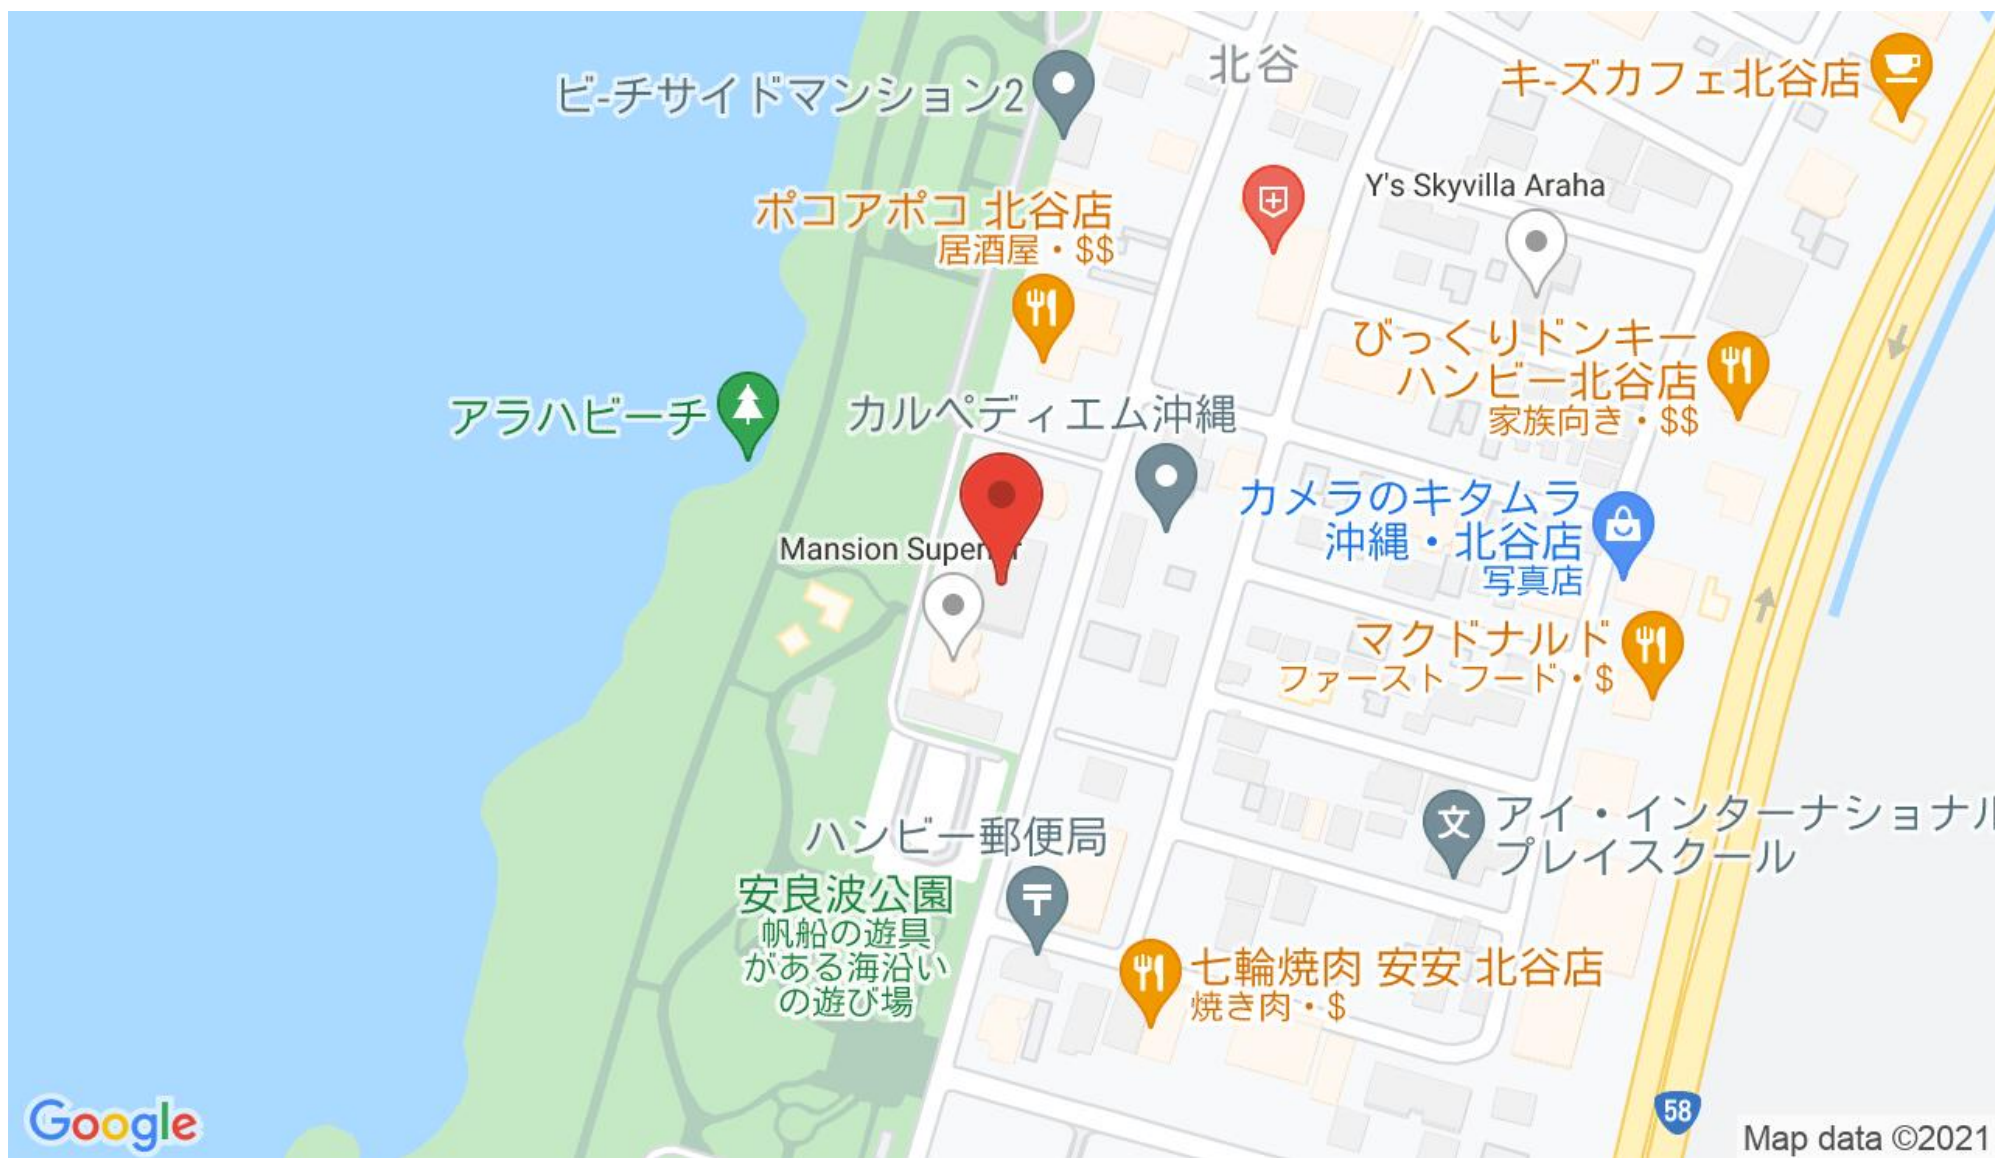 北谷
ビ-チサイドマンション2
キ-ズカフェ北谷店
Y's Skyvilla Araha
ポコアポコ 北谷店
居酒屋・$$
びっくりドンキー
ハンビー北谷店
家族向き・$$
アラハビーチ
カルペディエム沖縄
カメラのキタムラ
沖縄・北谷店
写真店
Mansion Superior
マクドナルド
ファーストフード・$
文
アイ・インターナショナル
プレイスクール
ハンビー郵便局
安良波公園
帆船の遊具
がある海沿い
の遊び場
七輪焼肉 安安 北谷店
焼き肉・$
58
Google
Map data ©2021